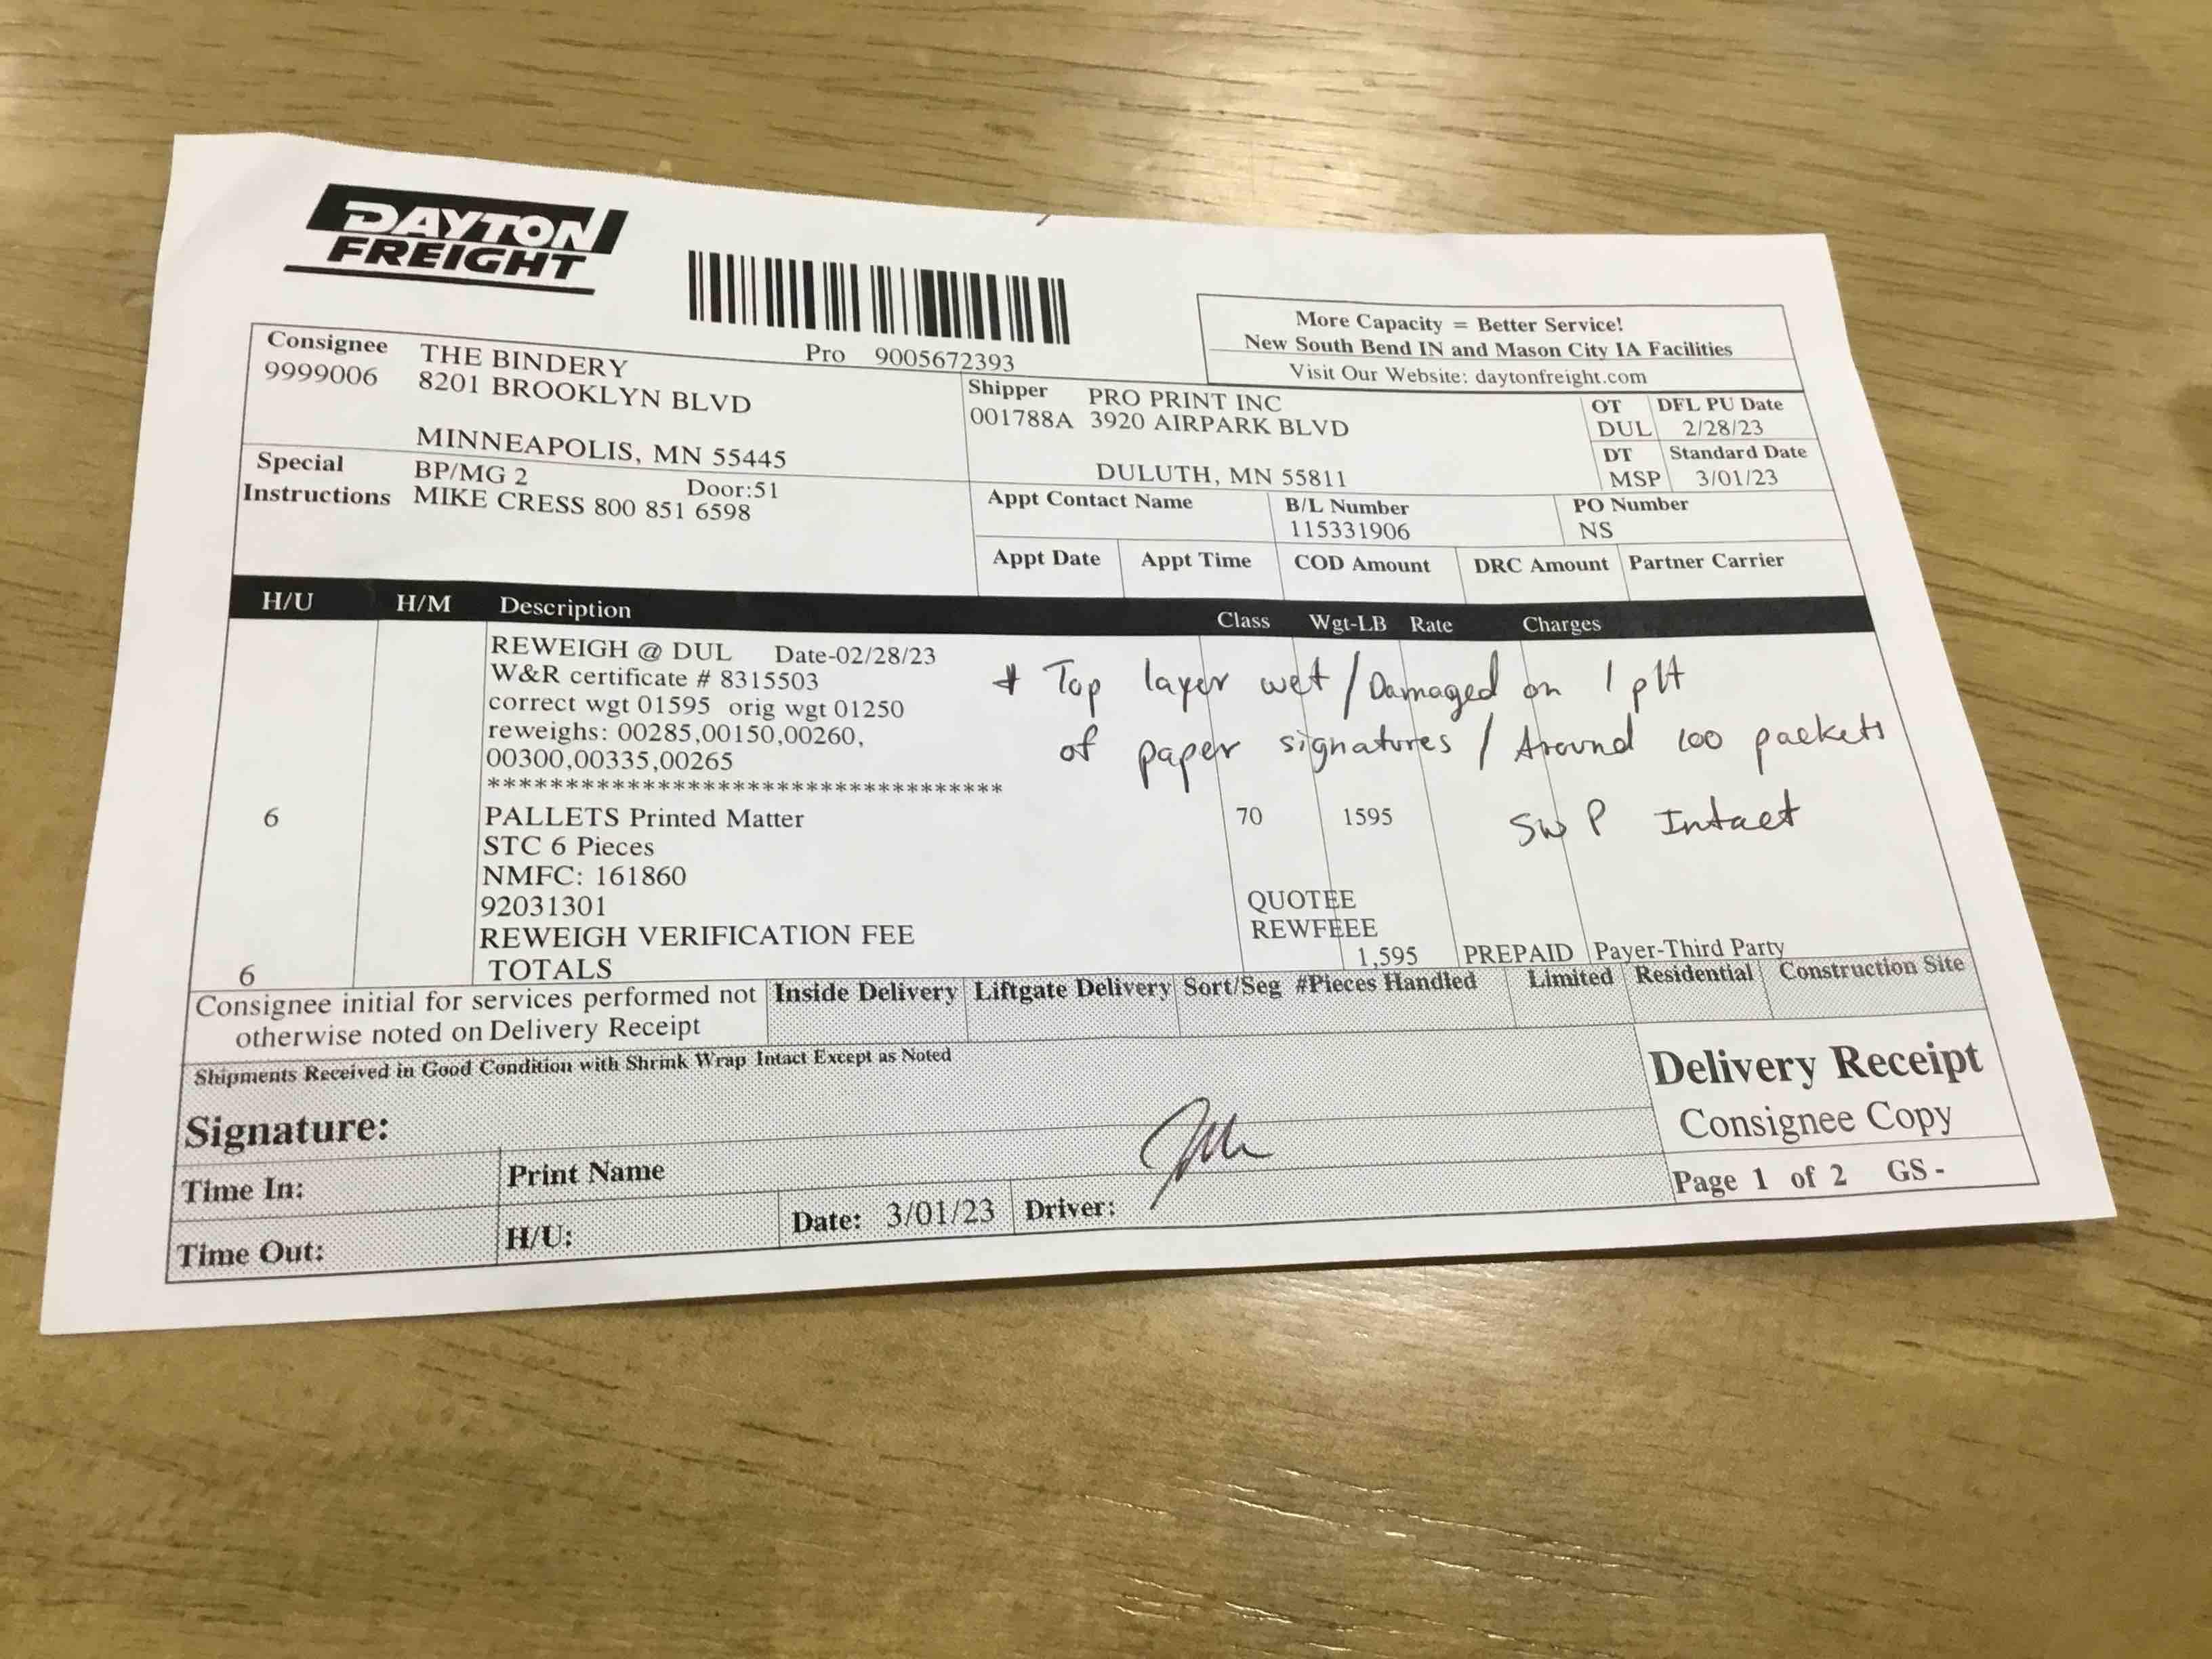 DAYTON
FREIGHT
Pro 9005672393
More Capacity = Better Service!
New South Bend IN and Mason City IA Facilities
Visit Our Website: daytonfreight.com
Consignee THE BINDERY
9999006 8201 BROOKLYN BLVD
MINNEAPOLIS, MN 55445
Shipper PRO PRINT INC
001788A 3920 AIRPARK BLVD
DULUTH, MN 55811
OT DFL PU Date
DUL 2/28/23
DT Standard Date
MSP 3/01/23
Special BP/MG 2 Door:51
Instructions MIKE CRESS 800 851 6598
Appt Contact Name B/L Number PO Number
115331906 NS
Appt Date Appt Time COD Amount DRC Amount Partner Carrier
H/U H/M Description Class Wgt-LB Rate Charges
REWEIGH @ DUL Date-02/28/23
W&R certificate # 8315503
correct wgt 01595 orig wgt 01250
reweighs: 00285,00150,00260,
00300,00335,00265
*********************************
* Top layer wet / Damaged on 1 plt
of paper signatures / Around 100 packets
SW P Intact
6 PALLETS Printed Matter 70 1595
STC 6 Pieces
NMFC: 161860
92031301 QUOTEE
REWEIGH VERIFICATION FEE REWFEEE
6 TOTALS 1,595 PREPAID Payer-Third Party
Consignee initial for services performed not
otherwise noted on Delivery Receipt
Inside Delivery Liftgate Delivery Sort/Seg #Pieces Handled Limited Residential Construction Site
Shipments Received in Good Condition with Shrink Wrap Intact Except as Noted
Signature:
Delivery Receipt
Consignee Copy
Page 1 of 2 GS -
Time In: Print Name
Time Out: H/U: Date: 3/01/23 Driver: